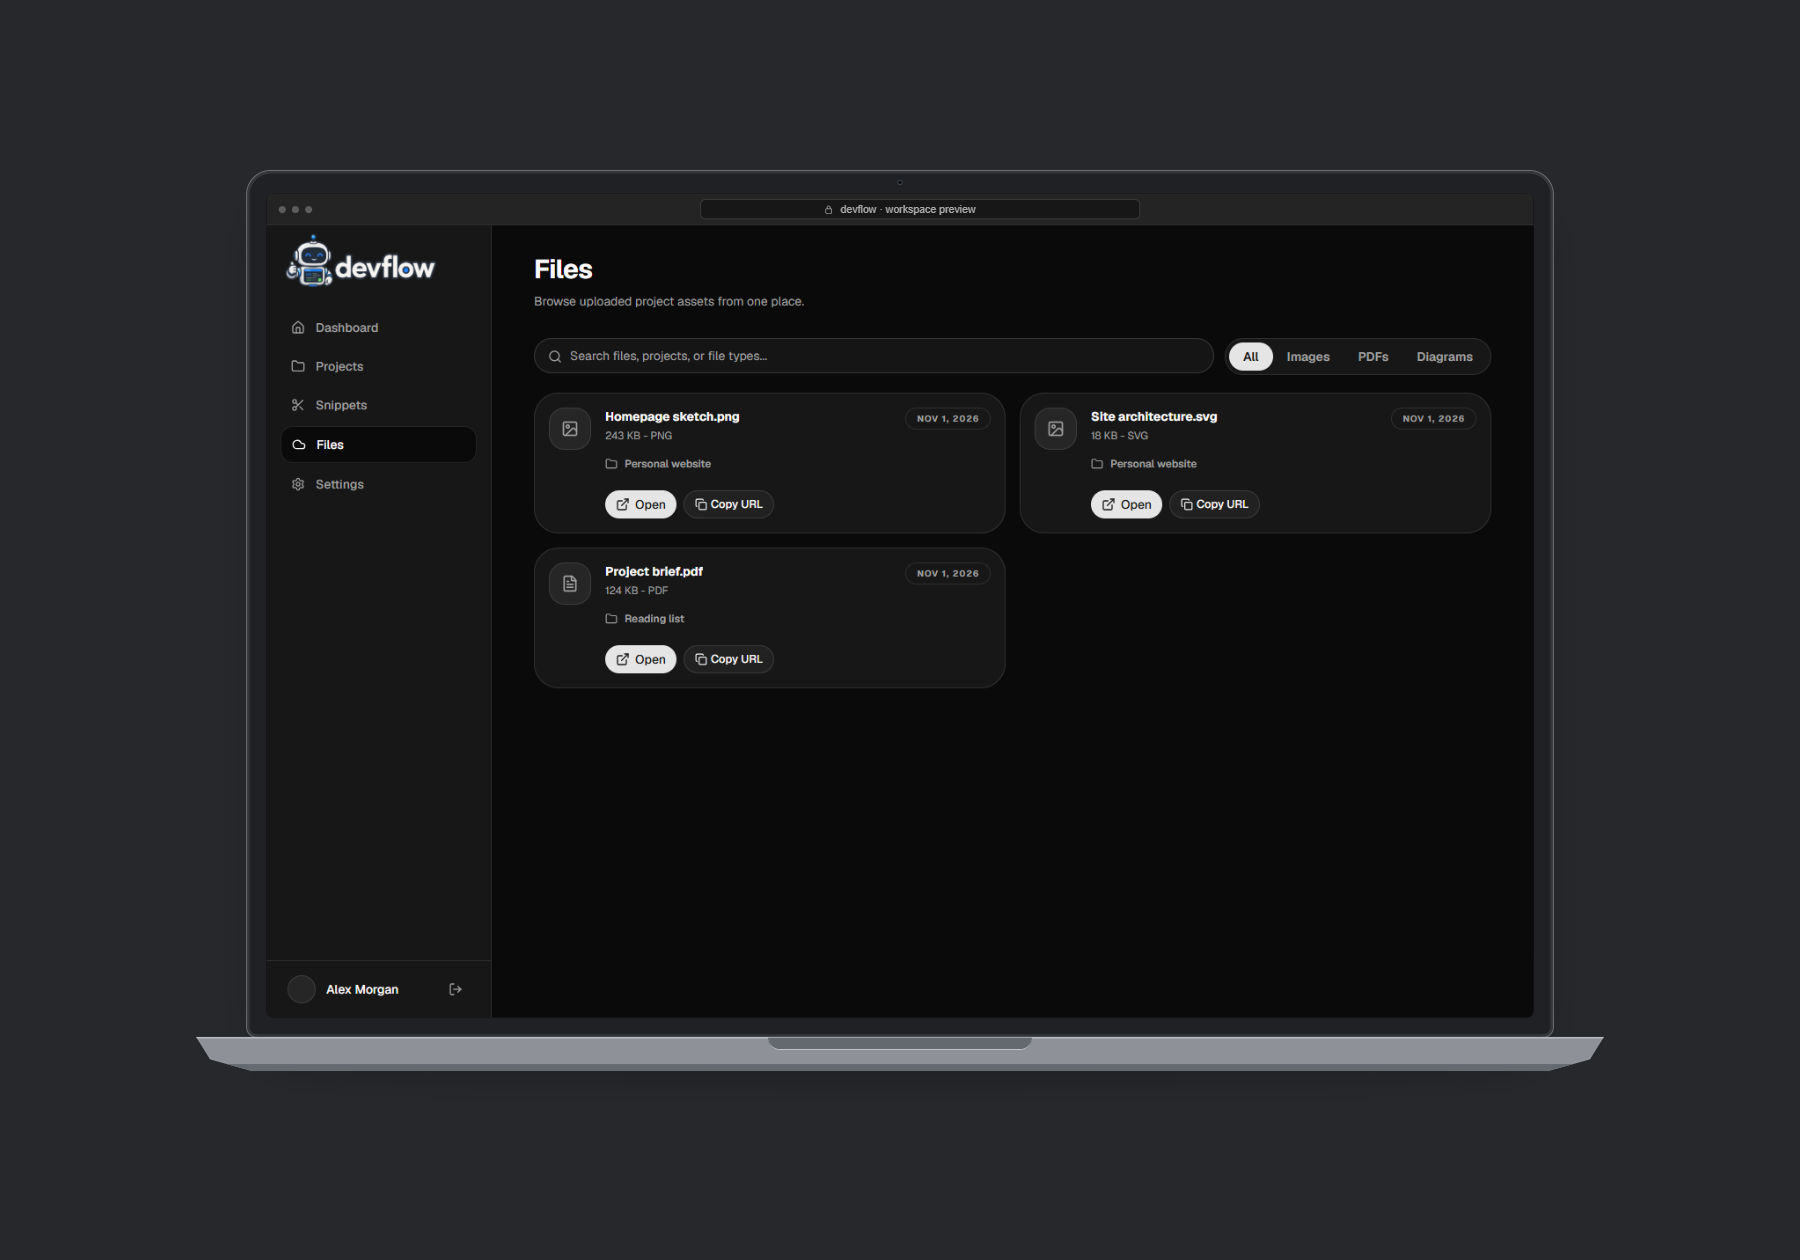 devflow · workspace preview
devflow
Dashboard
Projects
Snippets
Files
Settings
Alex Morgan
Files
Browse uploaded project assets from one place.
Search files, projects, or file types...
All
Images
PDFs
Diagrams
Homepage sketch.png
NOV 1, 2026
243 KB - PNG
Personal website
Open
Copy URL
Site architecture.svg
NOV 1, 2026
18 KB - SVG
Personal website
Open
Copy URL
Project brief.pdf
NOV 1, 2026
124 KB - PDF
Reading list
Open
Copy URL